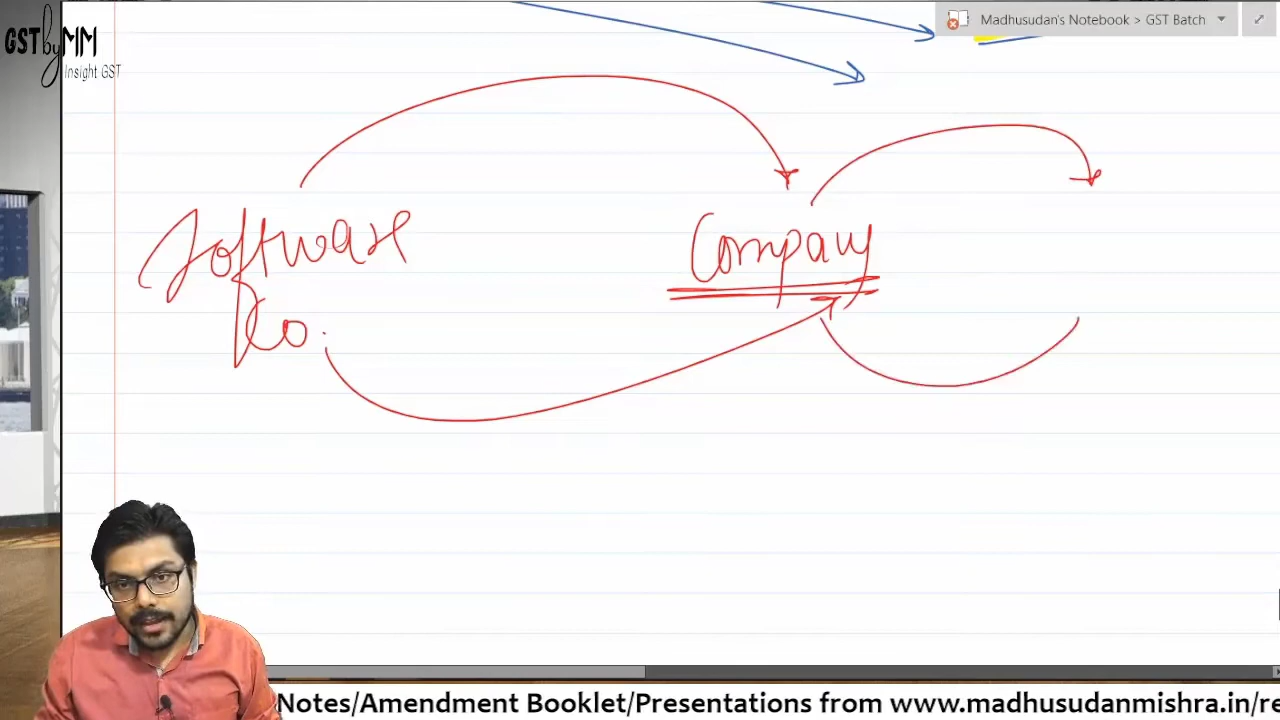 GST by MM
Insight GST
Madhusudan's Notebook > GST Batch
Software
Co.
Company
Notes/Amendment Booklet/Presentations from www.madhusudanmishra.in/re